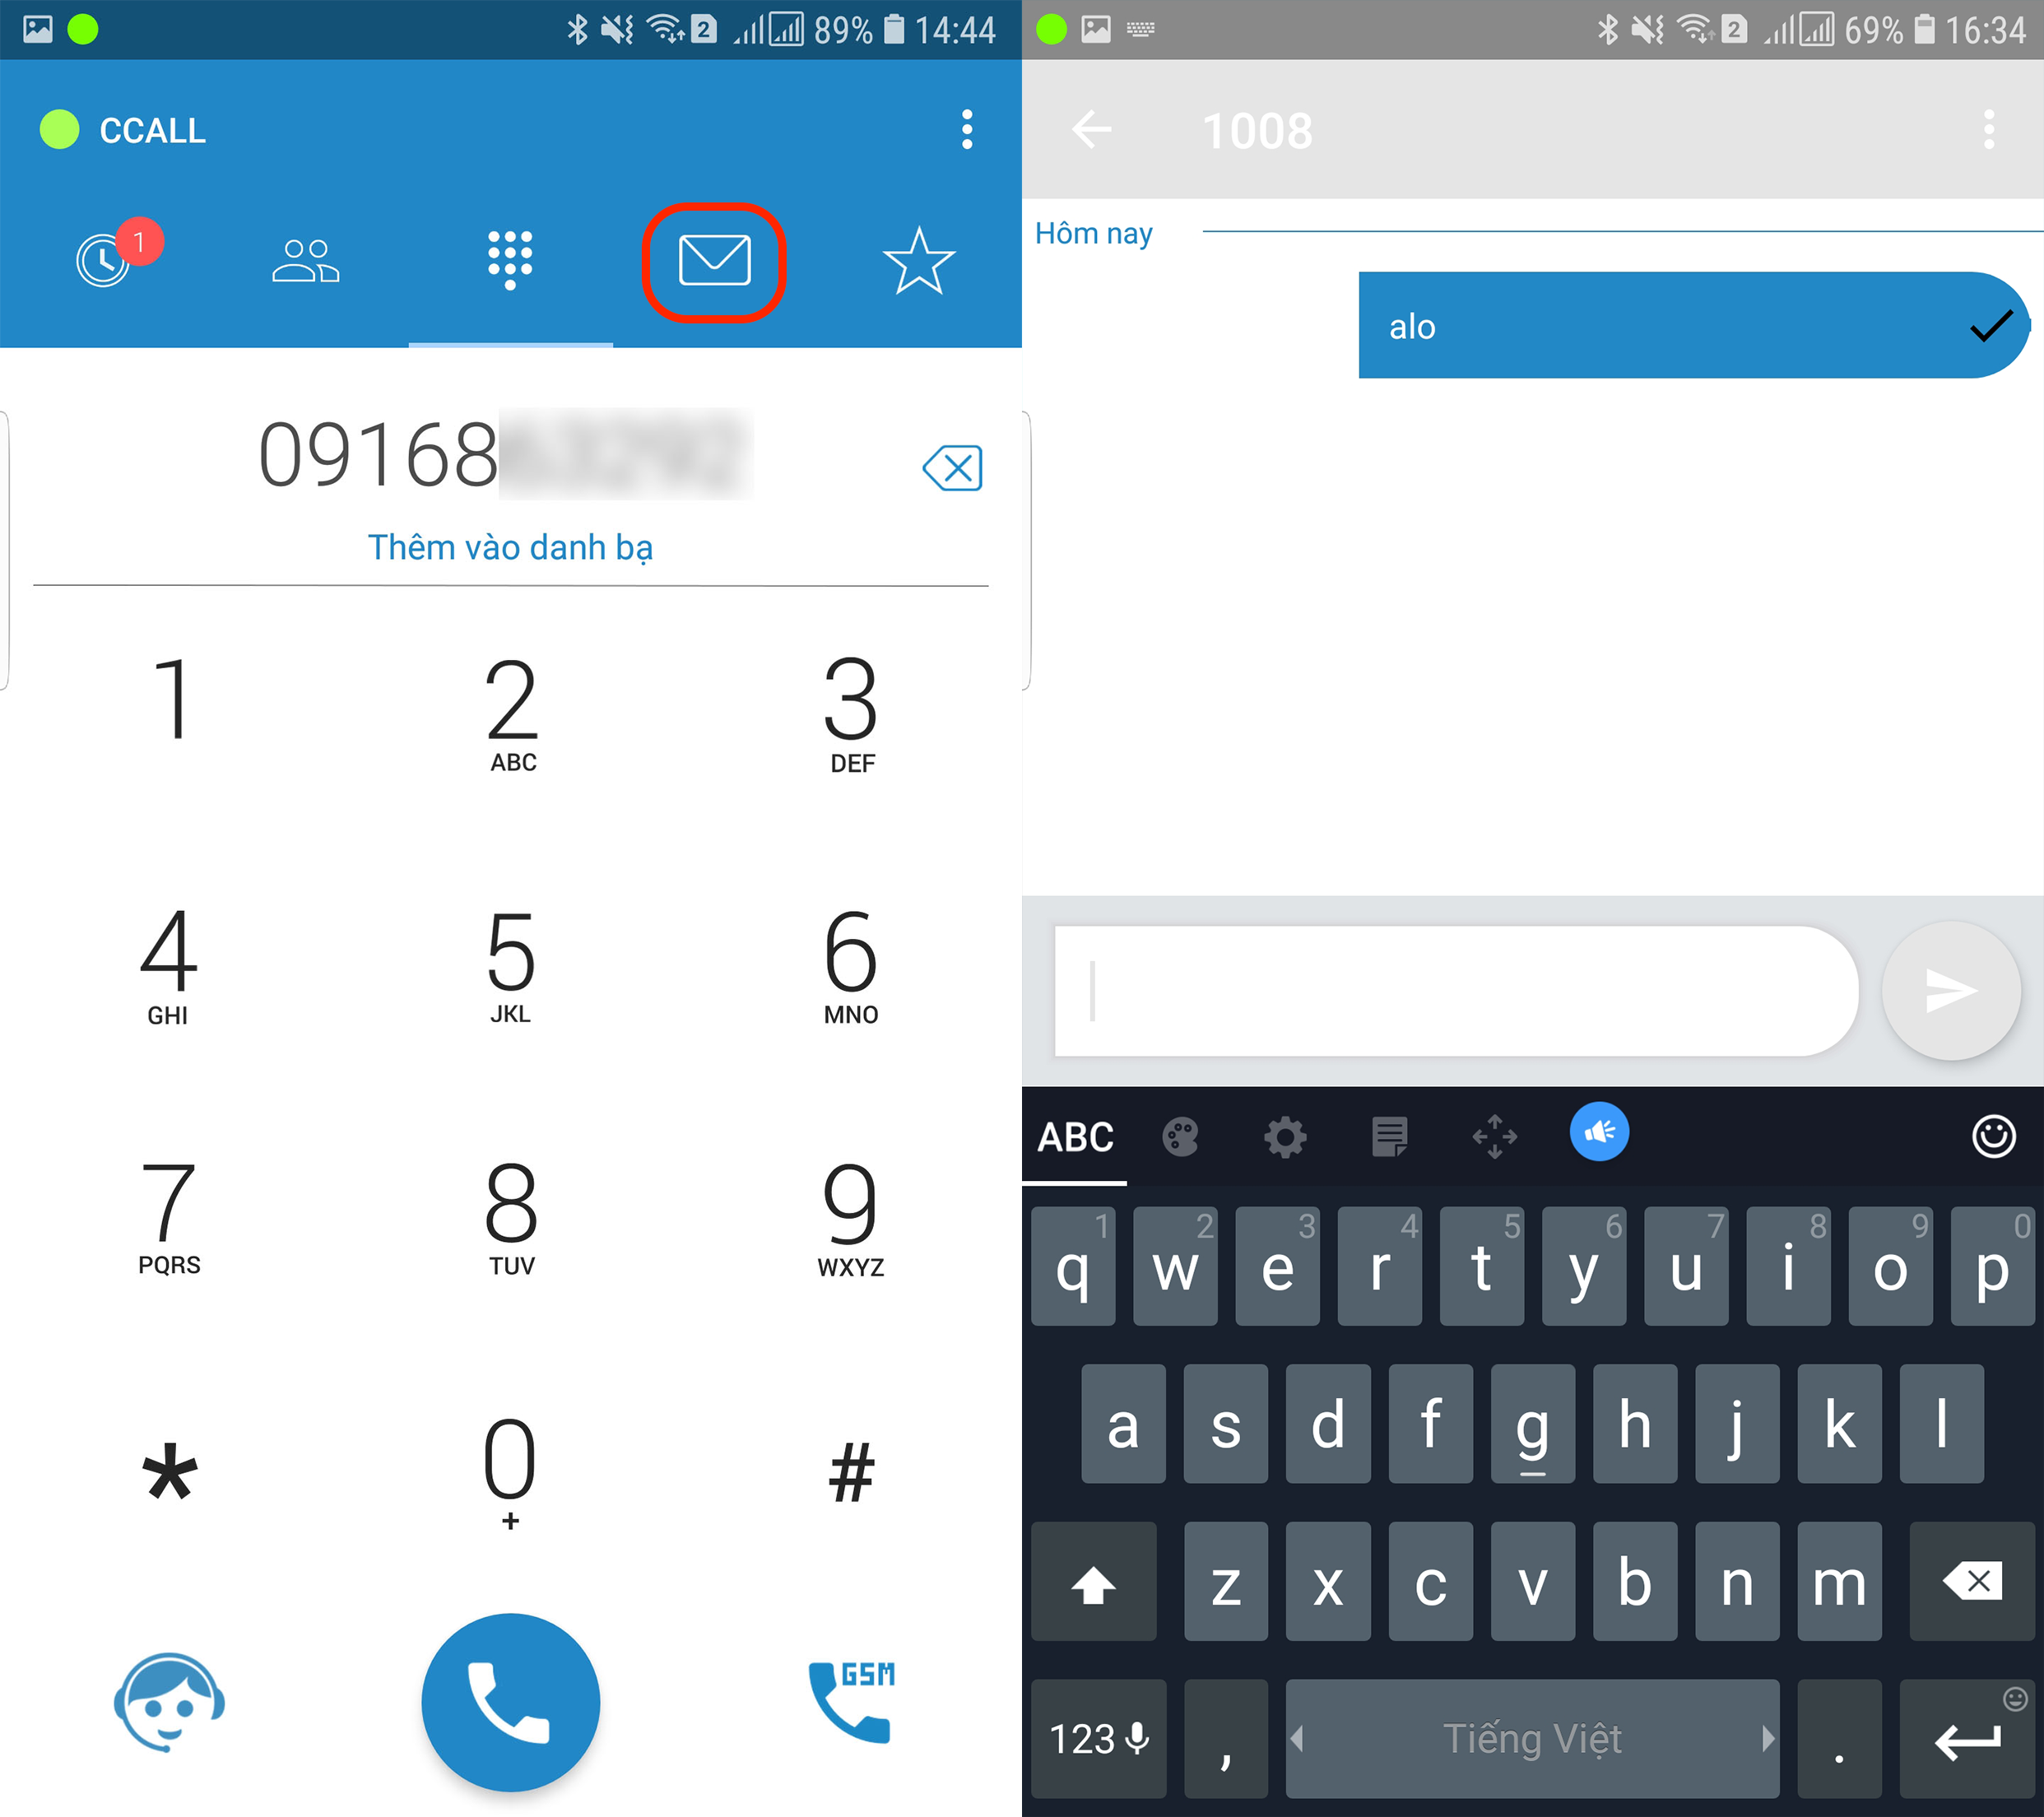 2 89% 14:44
CCALL
1
09168
Thêm vào danh bạ
1
2
ABC
3
DEF
4
GHI
5
JKL
6
MNO
7
PQRS
8
TUV
9
WXYZ
*
0
+
#
GSM
2 69% 16:34
1008
Hôm nay
alo
ABC
1 2 3 4 5 6 7 8 9 0
q w e r t y u i o p
a s d f g h j k l
z x c v b n m
123 , Tiếng Việt .